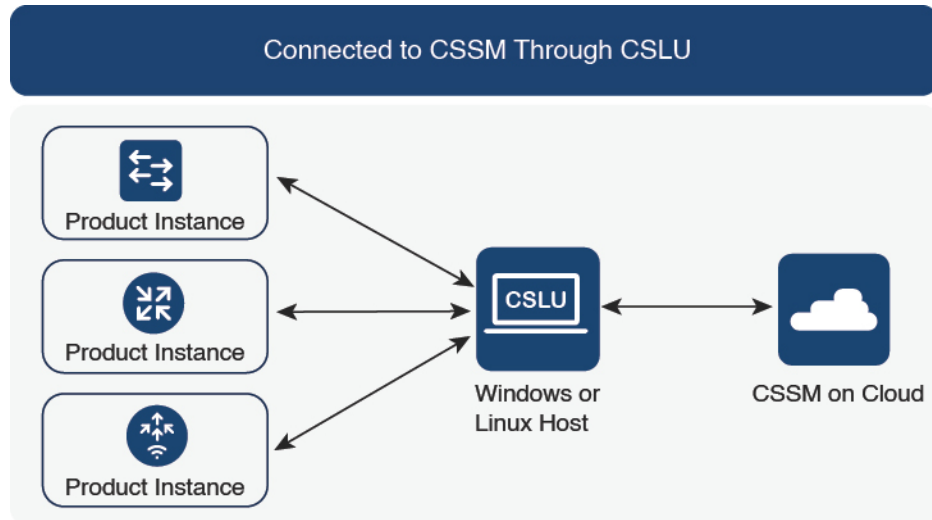 Connected to CSSM Through CSLU
Product Instance
Product Instance
Product Instance
CSLU
Windows or
Linux Host
CSSM on Cloud